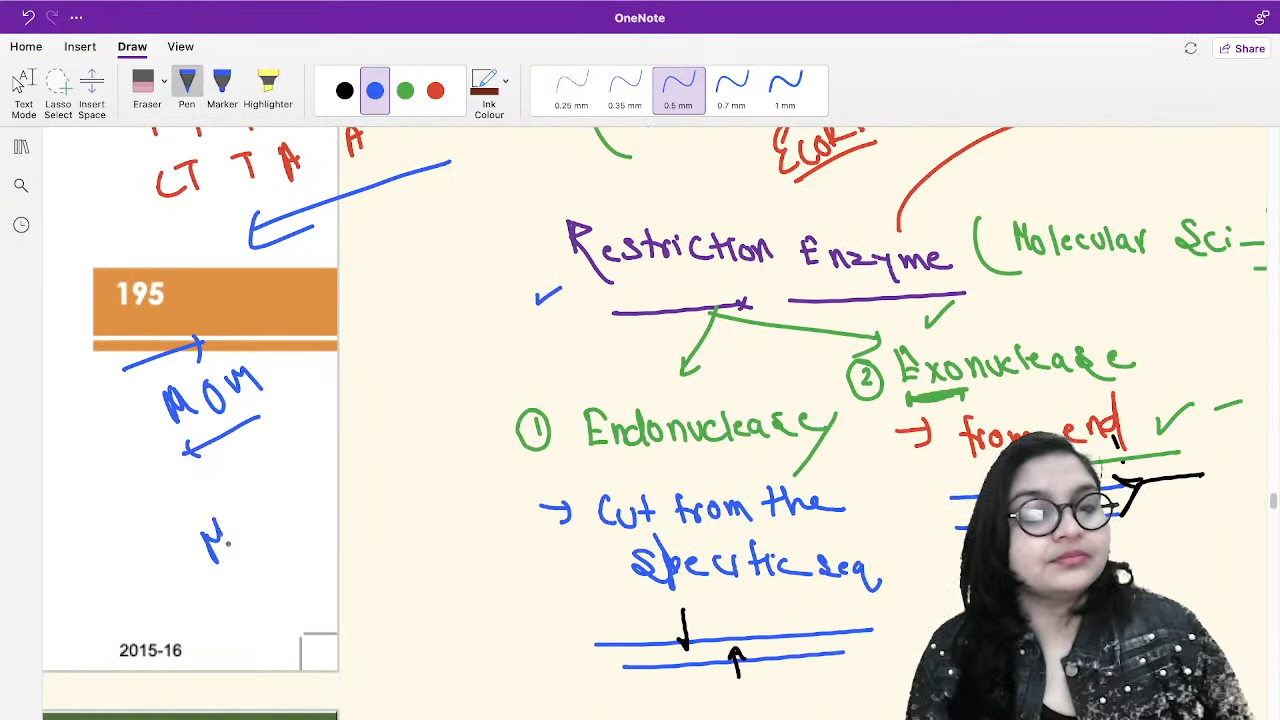 OneNote
Home Insert Draw View
Share
Text Mode
Lasso Select
Insert Space
Eraser
Pen
Marker
Highlighter
Ink Colour
0.25 mm
0.35 mm
0.5 mm
0.7 mm
1 mm
CT T A A
EcoRI
Restriction Enzyme (Molecular Sci
195
MOM
① Endonuclease
② Exonuclease
→ from end
→ Cut from the
specific seq
M
2015-16